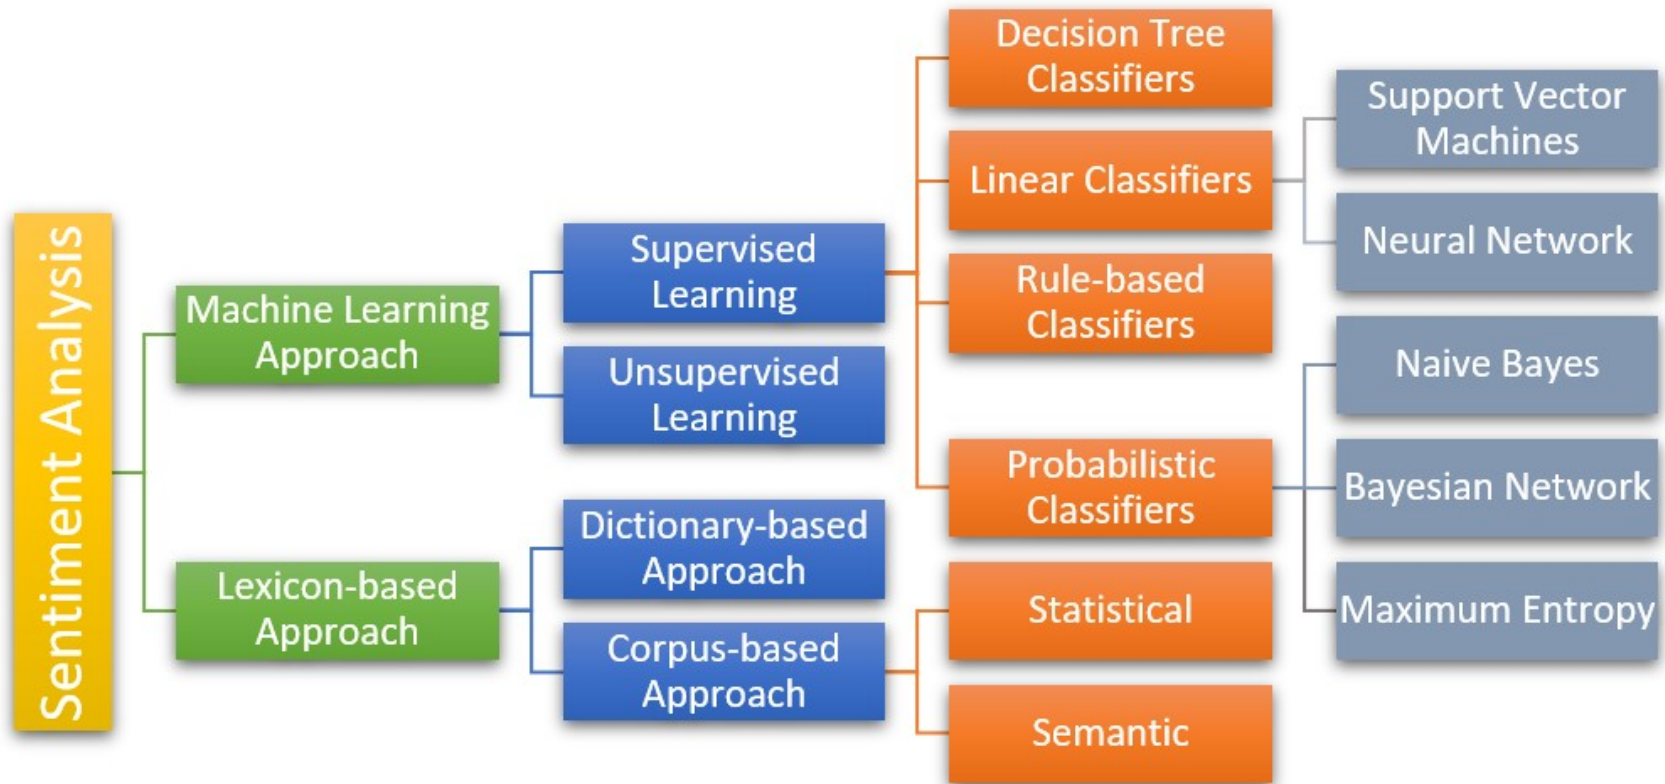 Sentiment Analysis
Machine Learning
Approach
Lexicon-based
Approach
Supervised
Learning
Unsupervised
Learning
Dictionary-based
Approach
Corpus-based
Approach
Decision Tree
Classifiers
Linear Classifiers
Rule-based
Classifiers
Probabilistic
Classifiers
Statistical
Semantic
Support Vector
Machines
Neural Network
Naive Bayes
Bayesian Network
Maximum Entropy